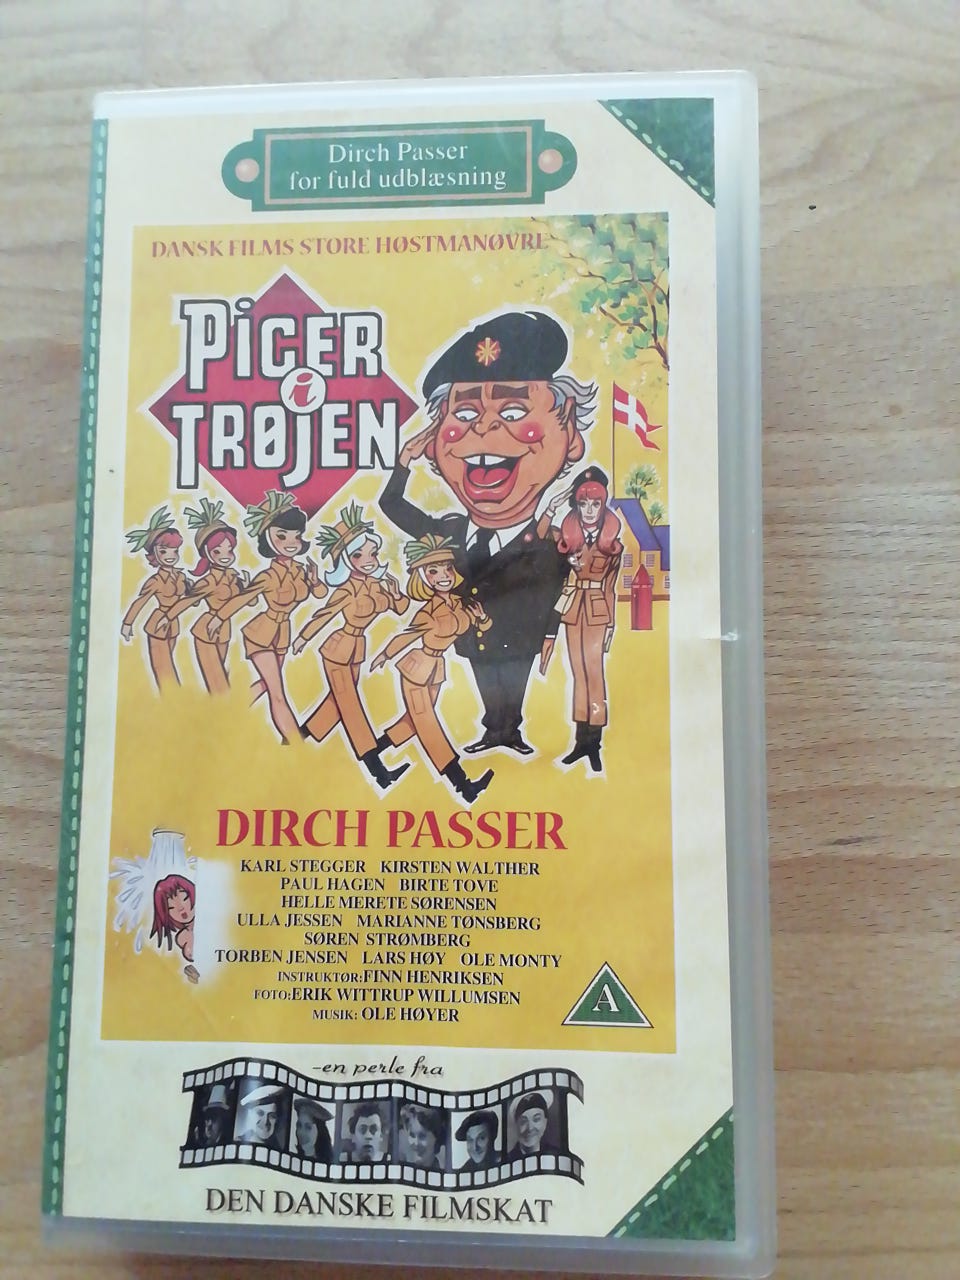 Dirch Passer
for fuld udblæsning
DANSK FILMS STORE HØSTMANØVRE
PIGER
i
TRØJEN
DIRCH PASSER
KARL STEGGER KIRSTEN WALTHER
PAUL HAGEN BIRTE TOVE
HELLE MERETE SØRENSEN
ULLA JESSEN MARIANNE TØNSBERG
SØREN STRØMBERG
TORBEN JENSEN LARS HØY OLE MONTY
INSTRUKTØR:FINN HENRIKSEN
FOTO:ERIK WITTRUP WILLUMSEN
MUSIK: OLE HØYER
A
-en perle fra
DEN DANSKE FILMSKAT